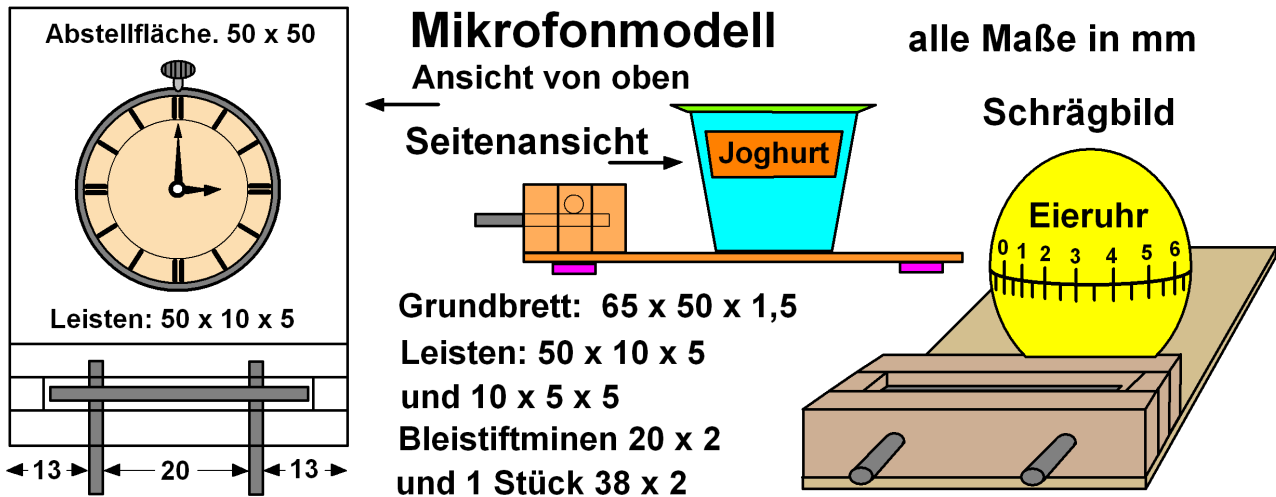 Abstellfläche. 50 x 50
Leisten: 50 x 10 x 5
13
20
13
Mikrofonmodell
Ansicht von oben
Seitenansicht
Joghurt
Grundbrett: 65 x 50 x 1,5
Leisten: 50 x 10 x 5
und 10 x 5 x 5
Bleistiftminen 20 x 2
und 1 Stück 38 x 2
alle Maße in mm
Schrägbild
Eieruhr
0 1 2 3 4 5 6